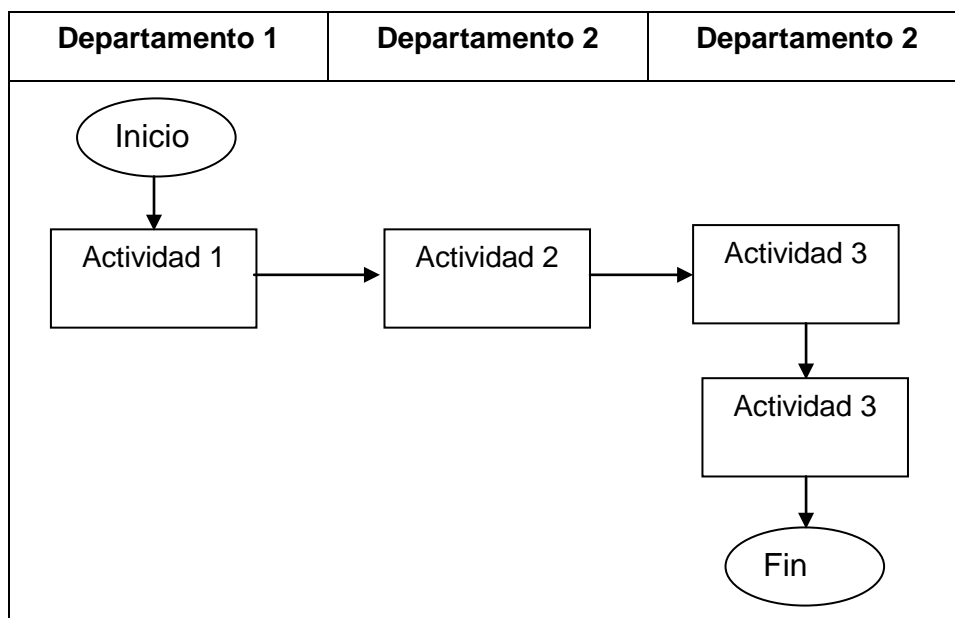 Departamento 1
Departamento 2
Departamento 2
Inicio
Actividad 1
Actividad 2
Actividad 3
Actividad 3
Fin